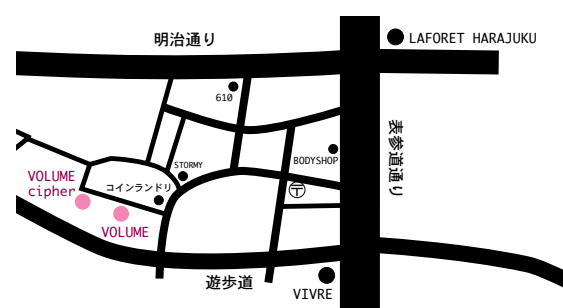 明治通り
LAFORET HARAJUKU
610
表参道通り
STORMY
BODYSHOP
VOLUME
cipher
コインランドリ
〒
VOLUME
遊歩道
VIVRE